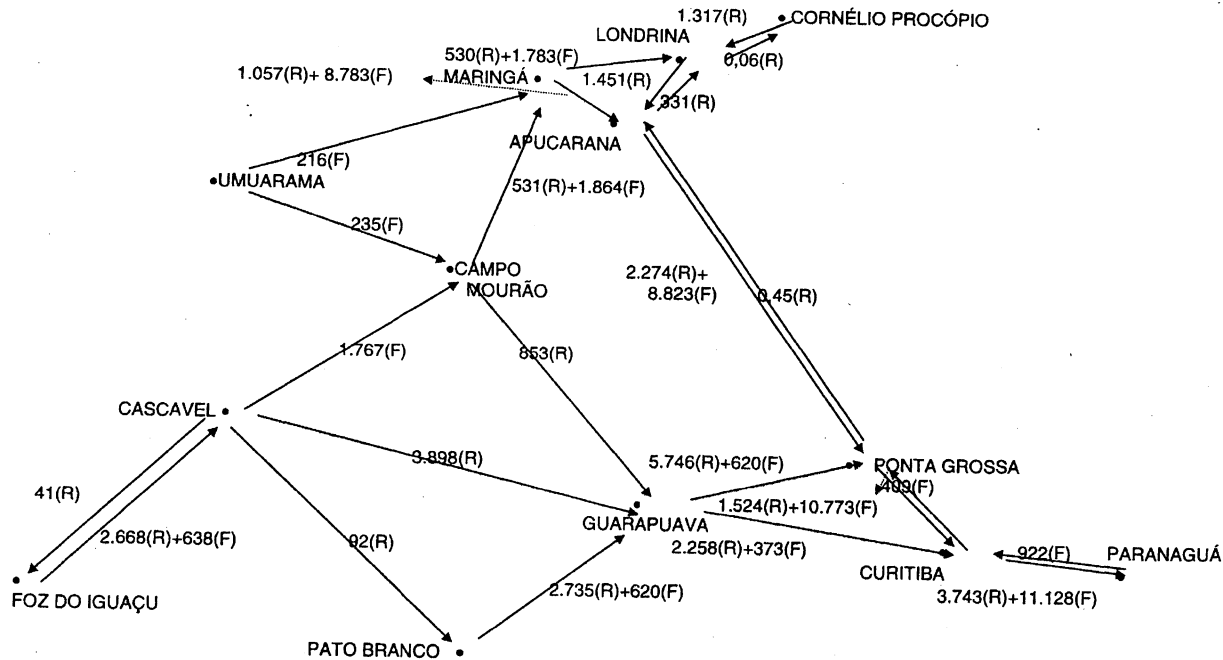 1.317(R)
CORNÉLIO PROCÓPIO
LONDRINA
530(R)+1.783(F)
0,06(R)
1.057(R)+ 8.783(F)
MARINGÁ
1.451(R)
331(R)
APUCARANA
216(F)
UMUARAMA
531(R)+1.864(F)
235(F)
CAMPO
MOURÃO
2.274(R)+
8.823(F)
0,45(R)
1.767(F)
853(R)
CASCAVEL
3.898(R)
5.746(R)+620(F)
PONTA GROSSA
409(F)
41(R)
1.524(R)+10.773(F)
GUARAPUAVA
2.668(R)+638(F)
92(R)
2.258(R)+373(F)
922(F)
PARANAGUÁ
CURITIBA
2.735(R)+620(F)
3.743(R)+11.128(F)
FOZ DO IGUAÇU
PATO BRANCO